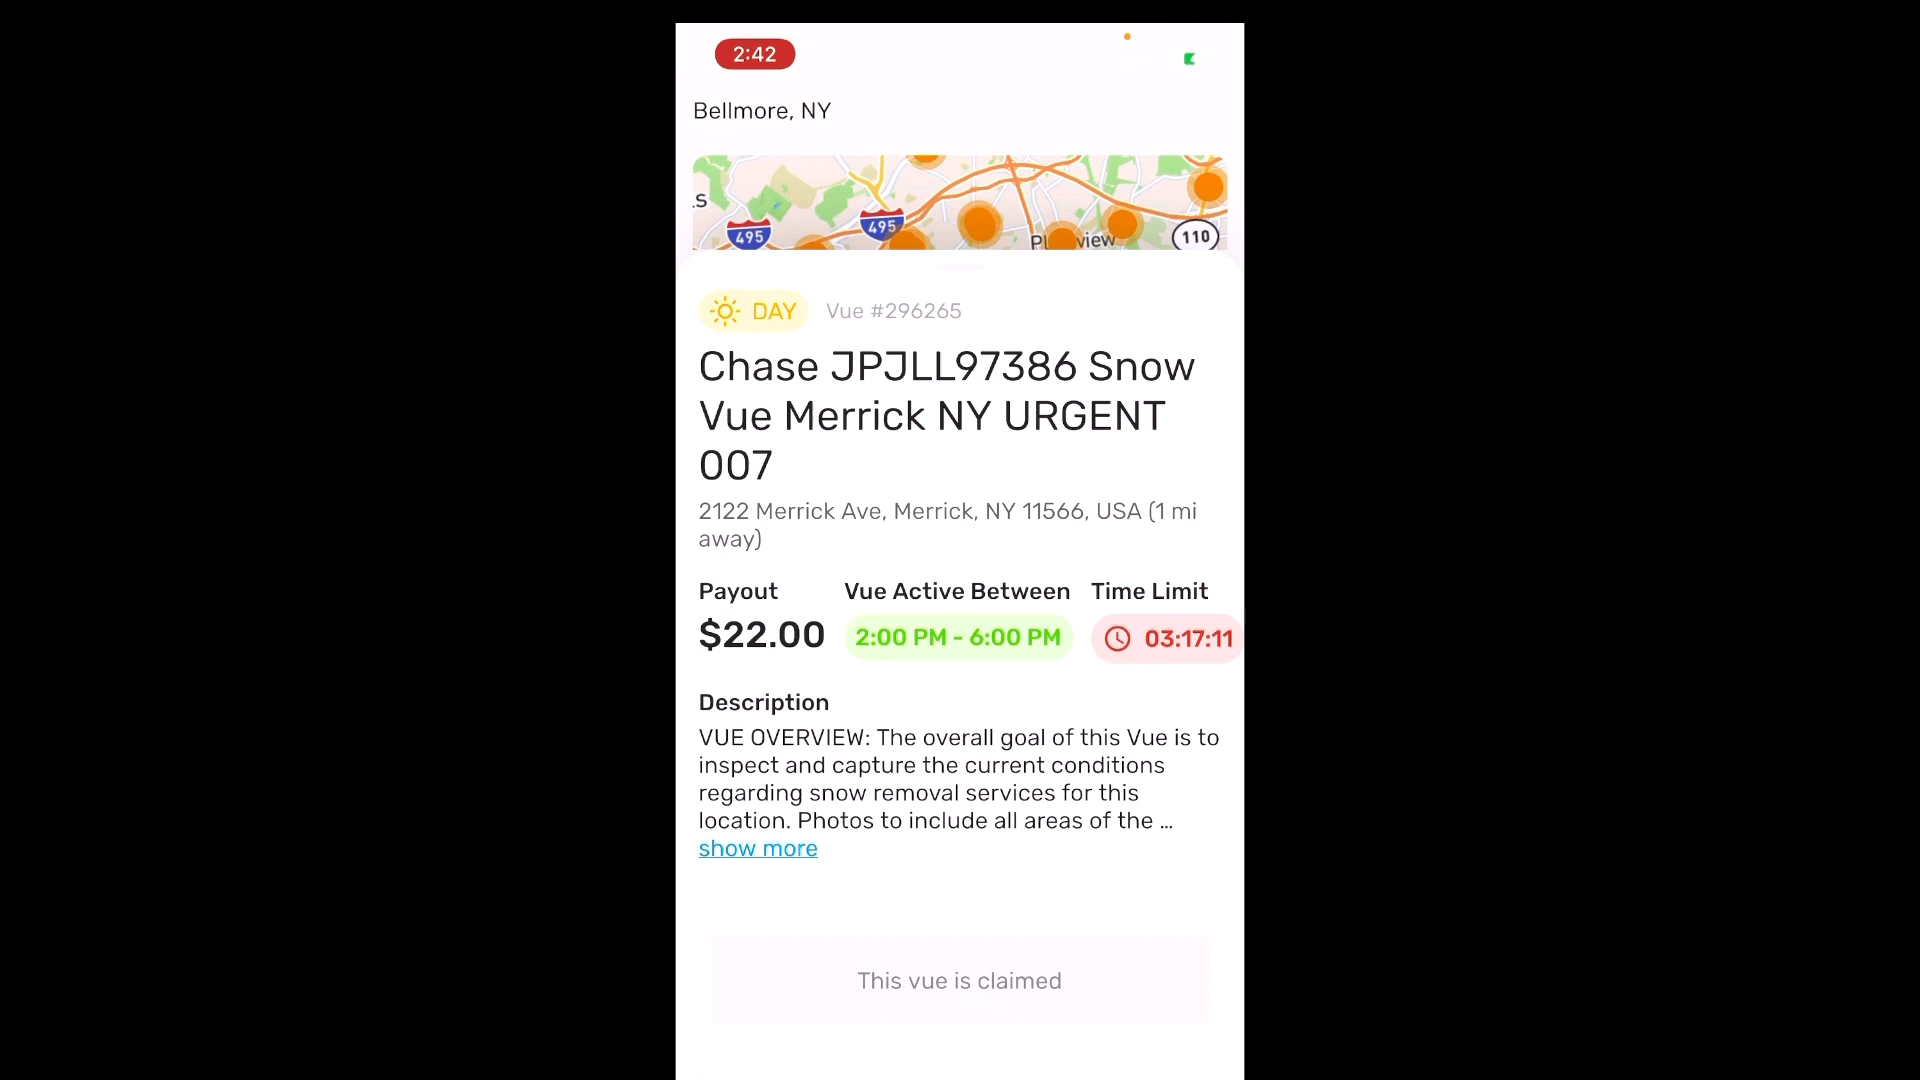 2:42
Bellmore, NY
495
495
110
DAY Vue #296265
Chase JPJLL97386 Snow
Vue Merrick NY URGENT
007
2122 Merrick Ave, Merrick, NY 11566, USA (1 mi
away)
Payout Vue Active Between Time Limit
$22.00 2:00 PM - 6:00 PM 03:17:11
Description
VUE OVERVIEW: The overall goal of this Vue is to
inspect and capture the current conditions
regarding snow removal services for this
location. Photos to include all areas of the ...
show more
This vue is claimed